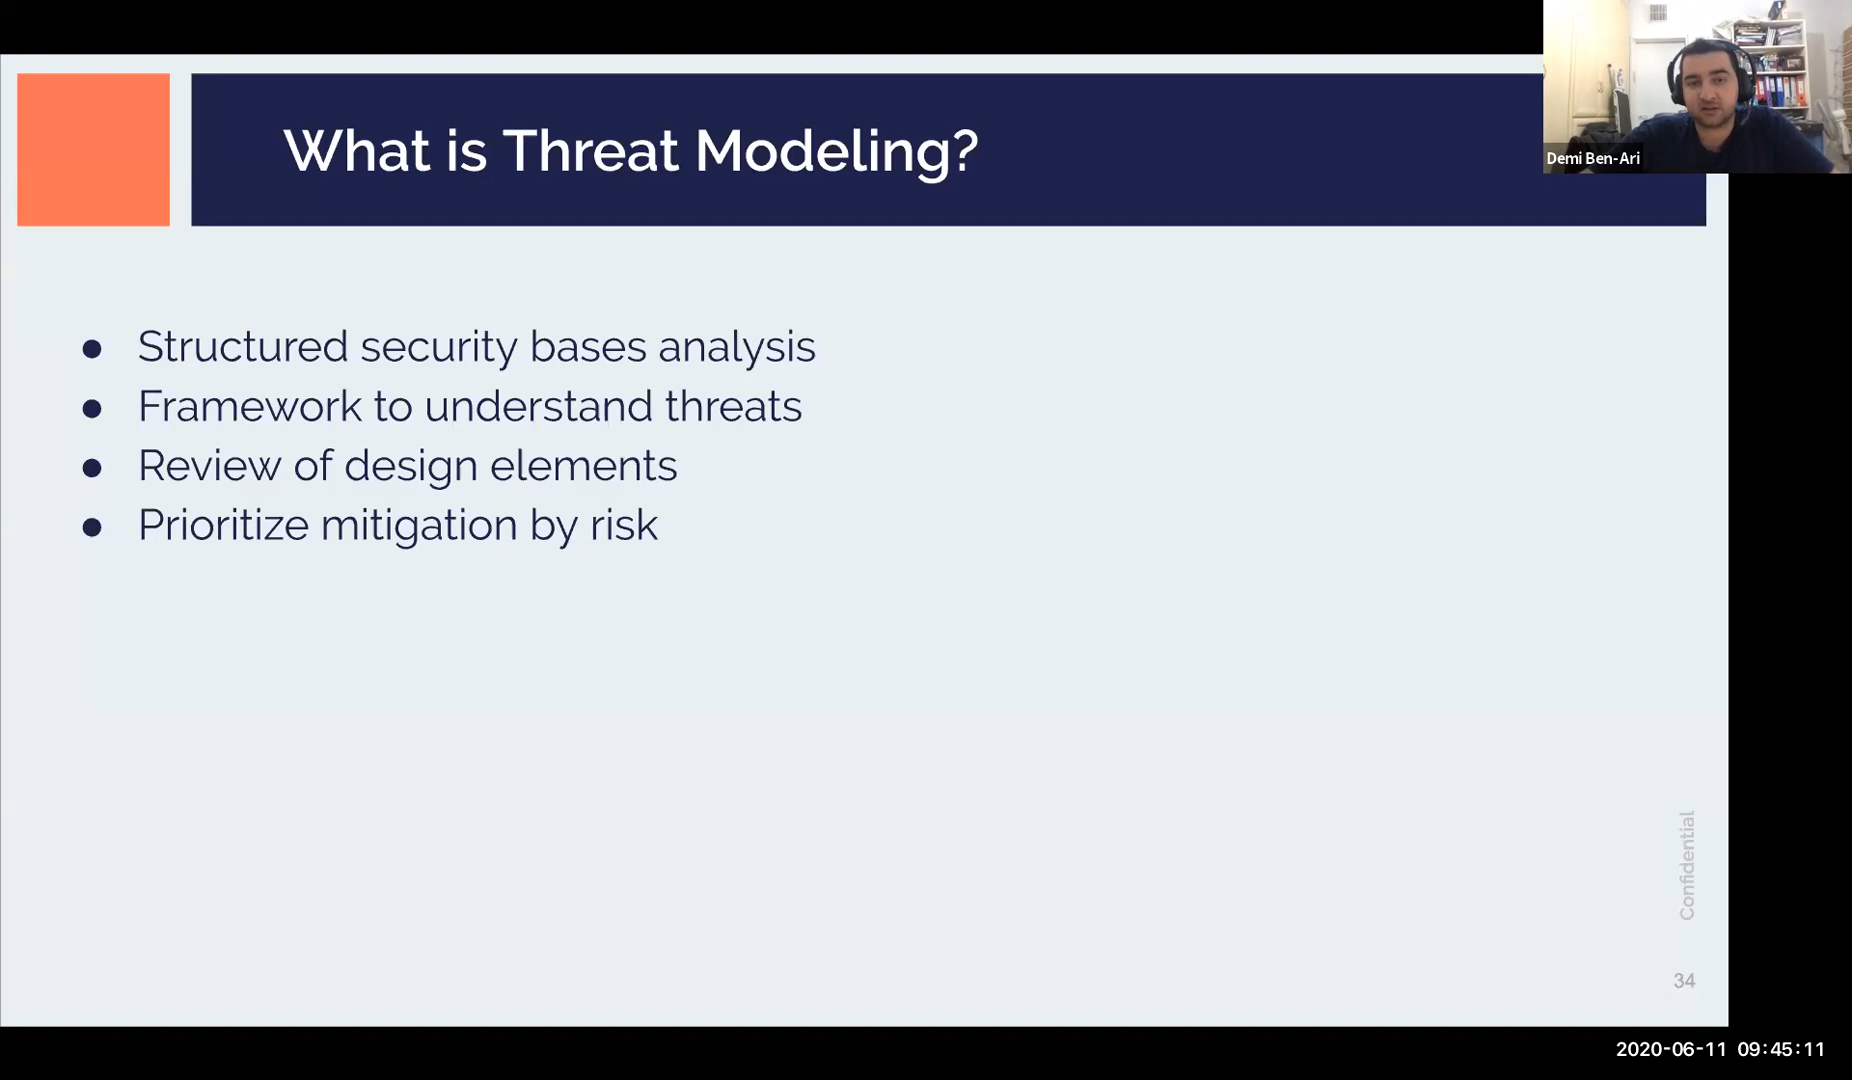 What is Threat Modeling?
Demi Ben-Ari
● Structured security bases analysis
● Framework to understand threats
● Review of design elements
● Prioritize mitigation by risk
Confidential
34
2020-06-11 09:45:11